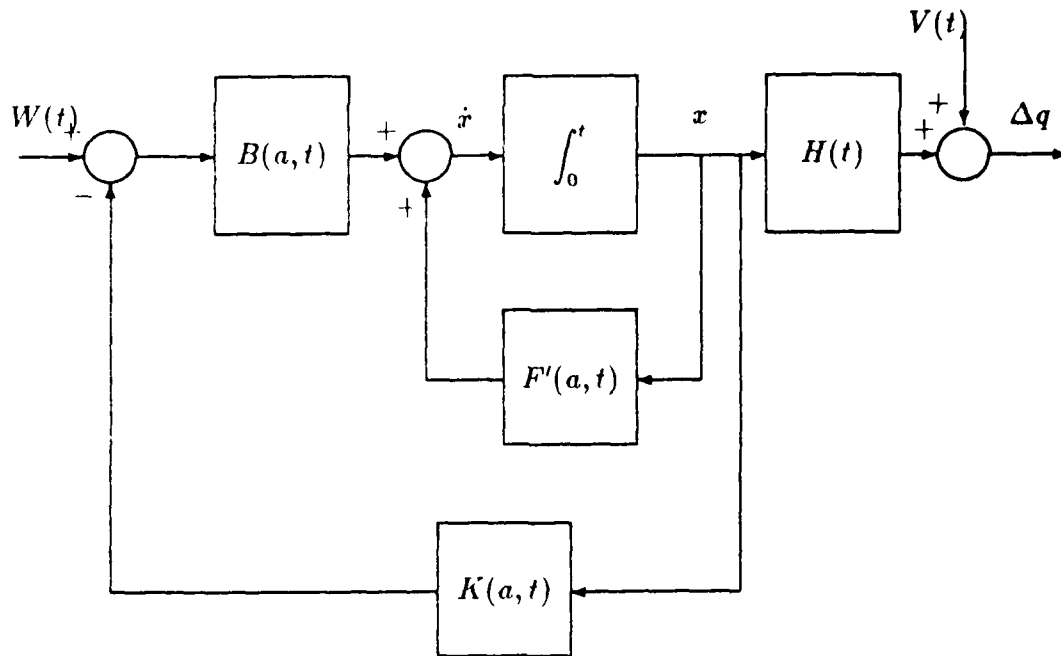 V(t)
W(t)
+
B(a, t)
+
ẋ
∫₀ᵗ
x
H(t)
+
+
Δq
−
+
F′(a, t)
K(a, t)